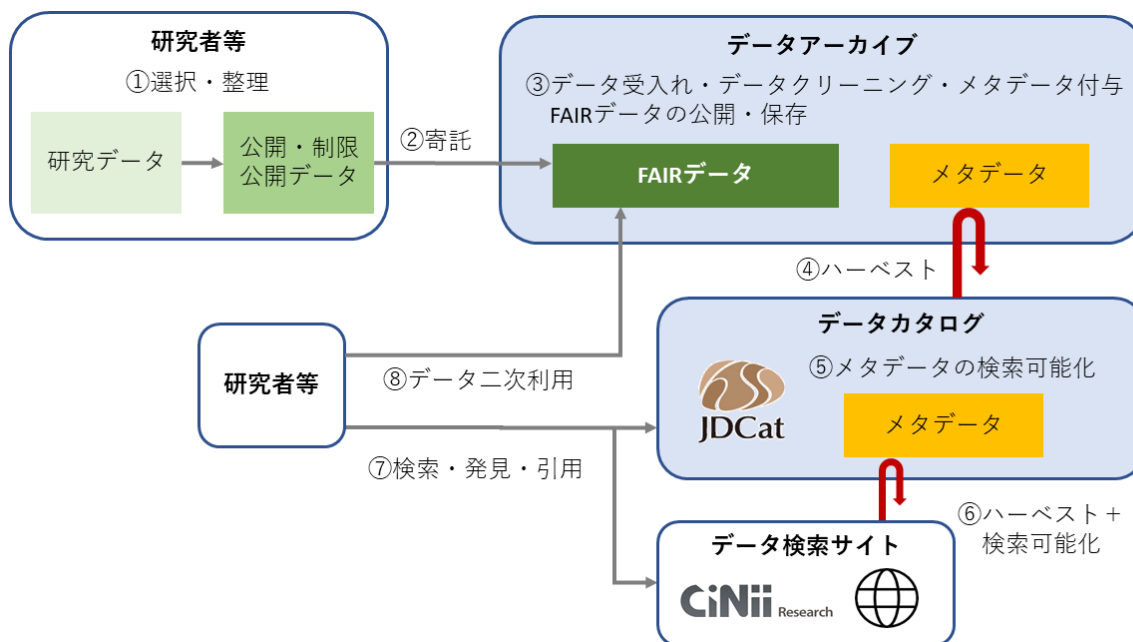 研究者等
①選択・整理
研究データ
公開・制限
公開データ
②寄託
データアーカイブ
③データ受入れ・データクリーニング・メタデータ付与
FAIRデータの公開・保存
FAIRデータ
メタデータ
④ハーベスト
データカタログ
⑤メタデータの検索可能化
JDCat
メタデータ
研究者等
⑧データ二次利用
⑦検索・発見・引用
⑥ハーベスト＋
検索可能化
データ検索サイト
CiNii Research